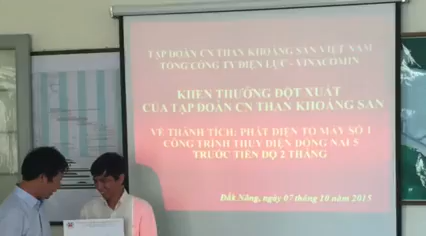 TẬP ĐOÀN CN THAN KHOÁNG SẢN VIỆT NAM
TỔNG CÔNG TY ĐIỆN LỰC - VINACOMIN
KHEN THƯỞNG ĐỘT XUẤT
CỦA TẬP ĐOÀN CN THAN KHOÁNG SẢN
VỀ THÀNH TÍCH: PHÁT ĐIỆN TỔ MÁY SỐ 1
CÔNG TRÌNH THỦY ĐIỆN ĐỒNG NAI 5
TRƯỚC TIẾN ĐỘ 2 THÁNG
Đắk Nông, ngày 07 tháng 10 năm 2015